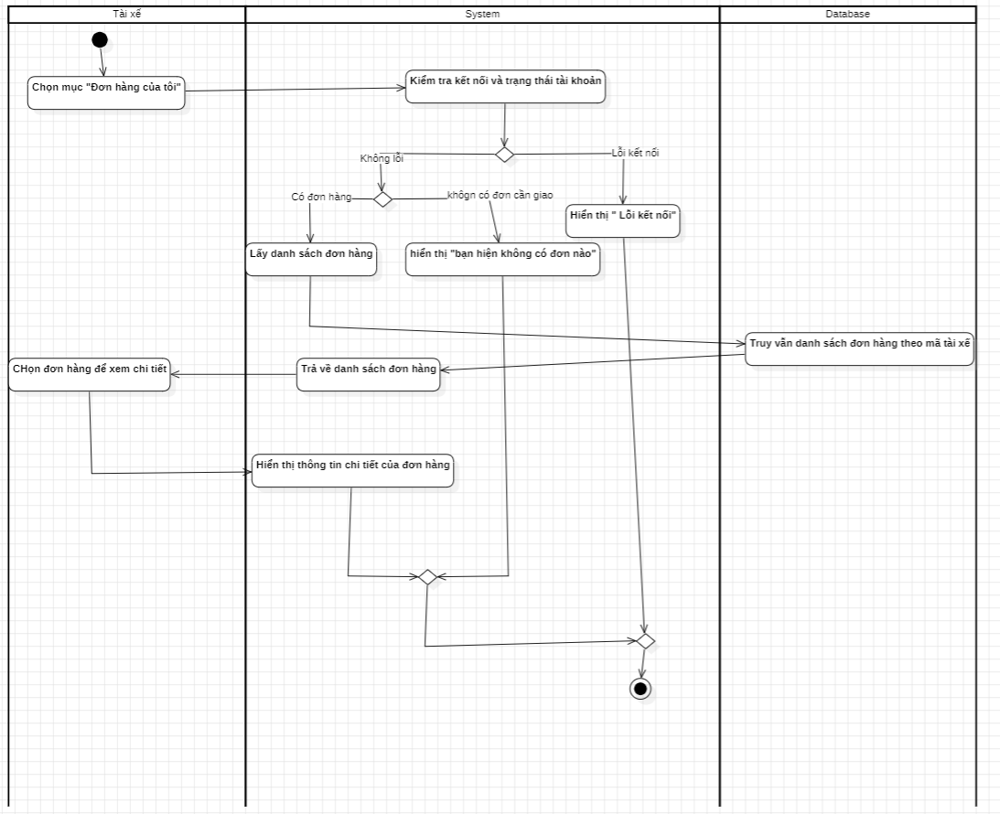 Tài xế
System
Database
Chọn mục "Đơn hàng của tôi"
Kiểm tra kết nối và trạng thái tài khoản
Không lỗi
Lỗi kết nối
Có đơn hàng
khôgn có đơn cần giao
Hiển thị " Lỗi kết nối"
Lấy danh sách đơn hàng
hiển thị "bạn hiện không có đơn nào"
Truy vẫn danh sách đơn hàng theo mã tài xế
CHọn đơn hàng để xem chi tiết
Trả về danh sách đơn hàng
Hiển thị thông tin chi tiết của đơn hàng